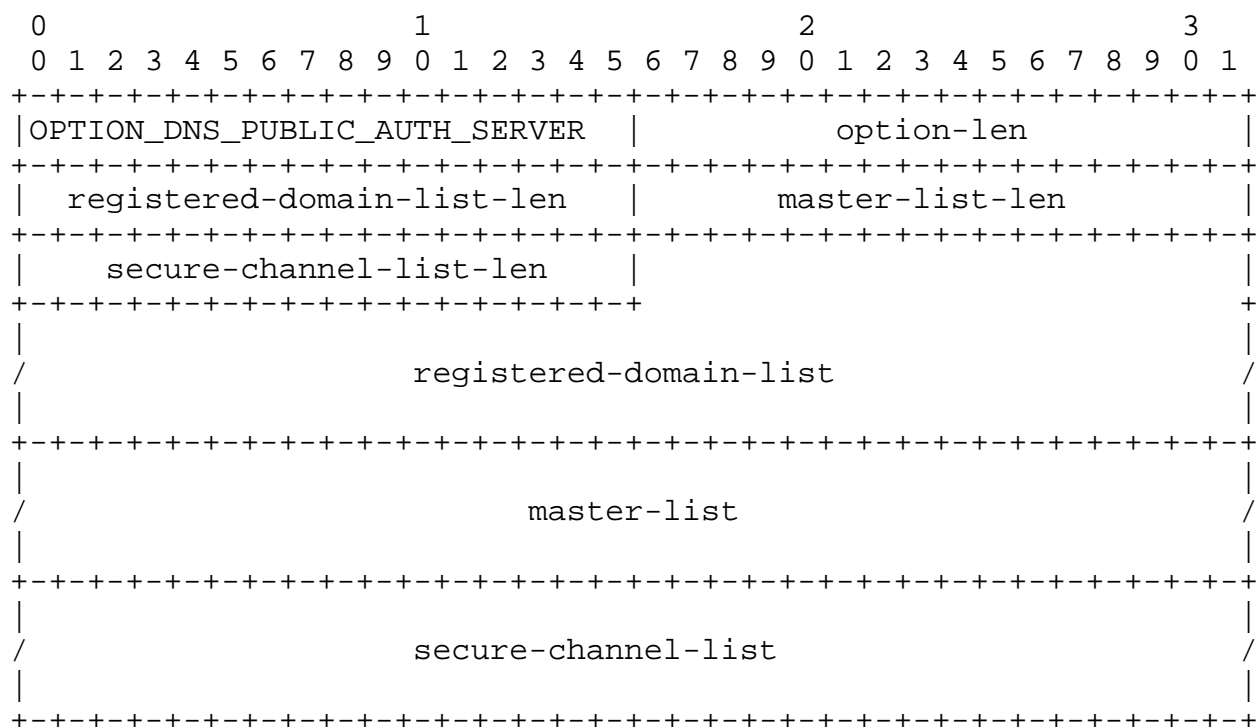 0                   1                   2                   3
 0 1 2 3 4 5 6 7 8 9 0 1 2 3 4 5 6 7 8 9 0 1 2 3 4 5 6 7 8 9 0 1
+-+-+-+-+-+-+-+-+-+-+-+-+-+-+-+-+-+-+-+-+-+-+-+-+-+-+-+-+-+-+-+-+
|OPTION_DNS_PUBLIC_AUTH_SERVER  |          option-len           |
+-+-+-+-+-+-+-+-+-+-+-+-+-+-+-+-+-+-+-+-+-+-+-+-+-+-+-+-+-+-+-+-+
|  registered-domain-list-len   |       master-list-len         |
+-+-+-+-+-+-+-+-+-+-+-+-+-+-+-+-+-+-+-+-+-+-+-+-+-+-+-+-+-+-+-+-+
|    secure-channel-list-len    |                               |
+-+-+-+-+-+-+-+-+-+-+-+-+-+-+-+-+                               +
|                                                               |
/                    registered-domain-list                     /
|                                                               |
+-+-+-+-+-+-+-+-+-+-+-+-+-+-+-+-+-+-+-+-+-+-+-+-+-+-+-+-+-+-+-+-+
|                                                               |
/                          master-list                          /
|                                                               |
+-+-+-+-+-+-+-+-+-+-+-+-+-+-+-+-+-+-+-+-+-+-+-+-+-+-+-+-+-+-+-+-+
|                                                               |
/                    secure-channel-list                        /
|                                                               |
+-+-+-+-+-+-+-+-+-+-+-+-+-+-+-+-+-+-+-+-+-+-+-+-+-+-+-+-+-+-+-+-+